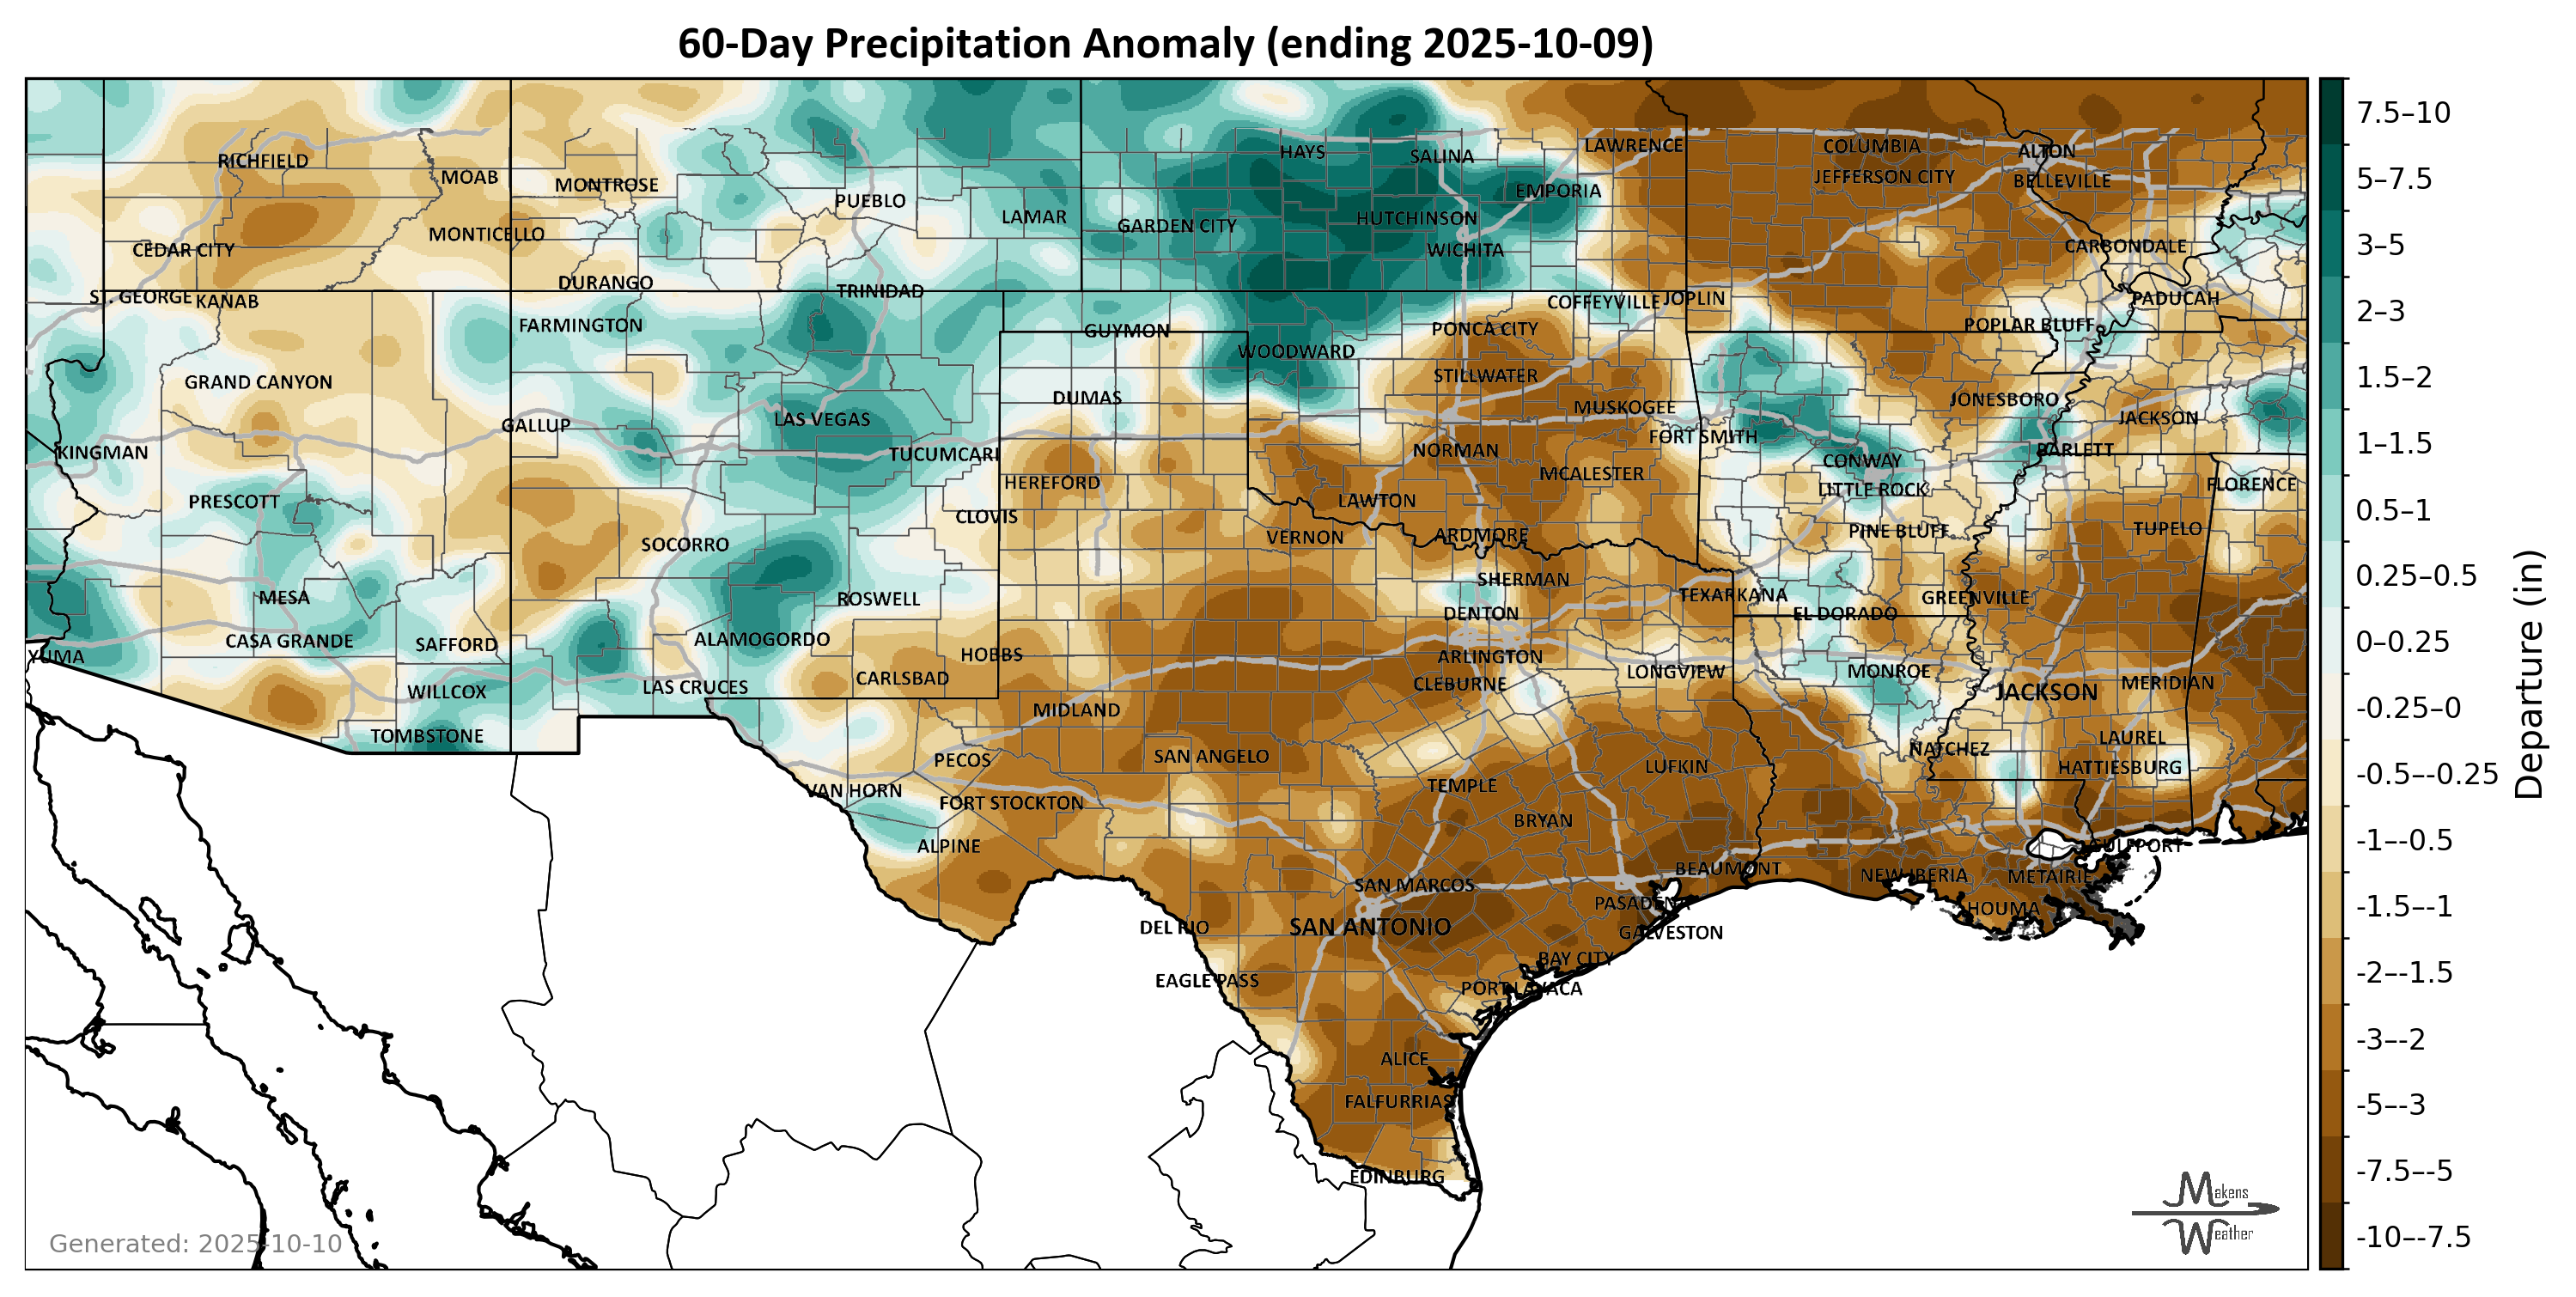 60-Day Precipitation Anomaly (ending 2025-10-09)
RICHFIELD
MOAB
MONTROSE
PUEBLO
LAMAR
HAYS
SALINA
LAWRENCE
COLUMBIA
ALTON
JEFFERSON CITY
BELLEVILLE
EMPORIA
GARDEN CITY
HUTCHINSON
WICHITA
CEDAR CITY
MONTICELLO
DURANGO
TRINIDAD
CARBONDALE
ST. GEORGE
KANAB
FARMINGTON
GUYMON
COFFEYVILLE
JOPLIN
PADUCAH
POPLAR BLUFF
PONCA CITY
WOODWARD
STILLWATER
GRAND CANYON
DUMAS
MUSKOGEE
JONESBORO
JACKSON
GALLUP
LAS VEGAS
KINGMAN
TUCUMCARI
NORMAN
FORT SMITH
BARLETT
CONWAY
HEREFORD
MCALESTER
LITTLE ROCK
FLORENCE
PRESCOTT
LAWTON
CLOVIS
SOCORRO
VERNON
ARDMORE
PINE BLUFF
TUPELO
SHERMAN
MESA
ROSWELL
DENTON
TEXARKANA
EL DORADO
GREENVILLE
CASA GRANDE
SAFFORD
ALAMOGORDO
HOBBS
ARLINGTON
YUMA
CARLSBAD
CLEBURNE
LONGVIEW
MONROE
JACKSON
MERIDIAN
WILLCOX
LAS CRUCES
MIDLAND
TOMBSTONE
PECOS
SAN ANGELO
LUFKIN
NATCHEZ
LAUREL
HATTIESBURG
VAN HORN
FORT STOCKTON
TEMPLE
BRYAN
ALPINE
GULFPORT
BEAUMONT
NEW IBERIA
METAIRIE
SAN MARCOS
PASADENA
HOUMA
DEL RIO
SAN ANTONIO
GALVESTON
BAY CITY
EAGLE PASS
PORT LAVACA
ALICE
FALFURRIAS
EDINBURG
7.5–10
5–7.5
3–5
2–3
1.5–2
1–1.5
0.5–1
0.25–0.5
0–0.25
-0.25–0
-0.5–-0.25
-1–-0.5
-1.5–-1
-2–-1.5
-3–-2
-5–-3
-7.5–-5
-10–-7.5
Departure (in)
Generated: 2025-10-10
Makens
Weather